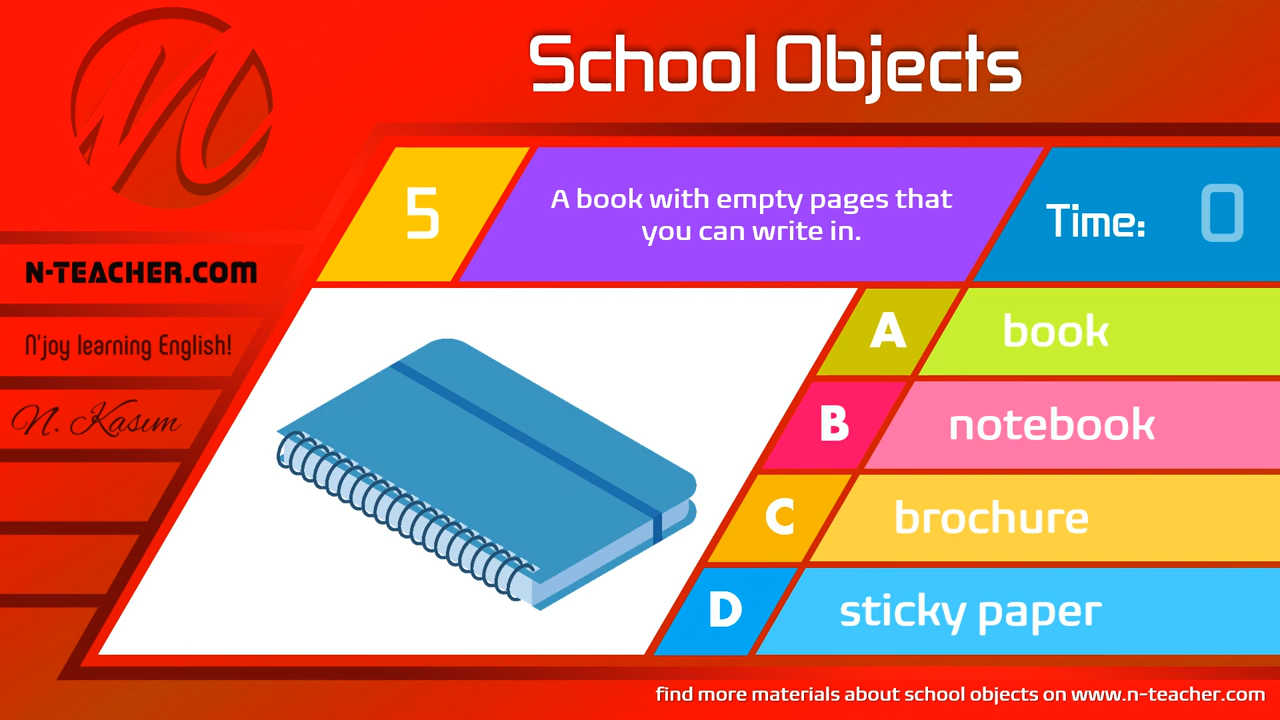 School Objects
5
A book with empty pages that
you can write in.
Time: 0
N-TEACHER.COM
N'joy learning English!
N. Kasım
A book
B notebook
C brochure
D sticky paper
find more materials about school objects on www.n-teacher.com